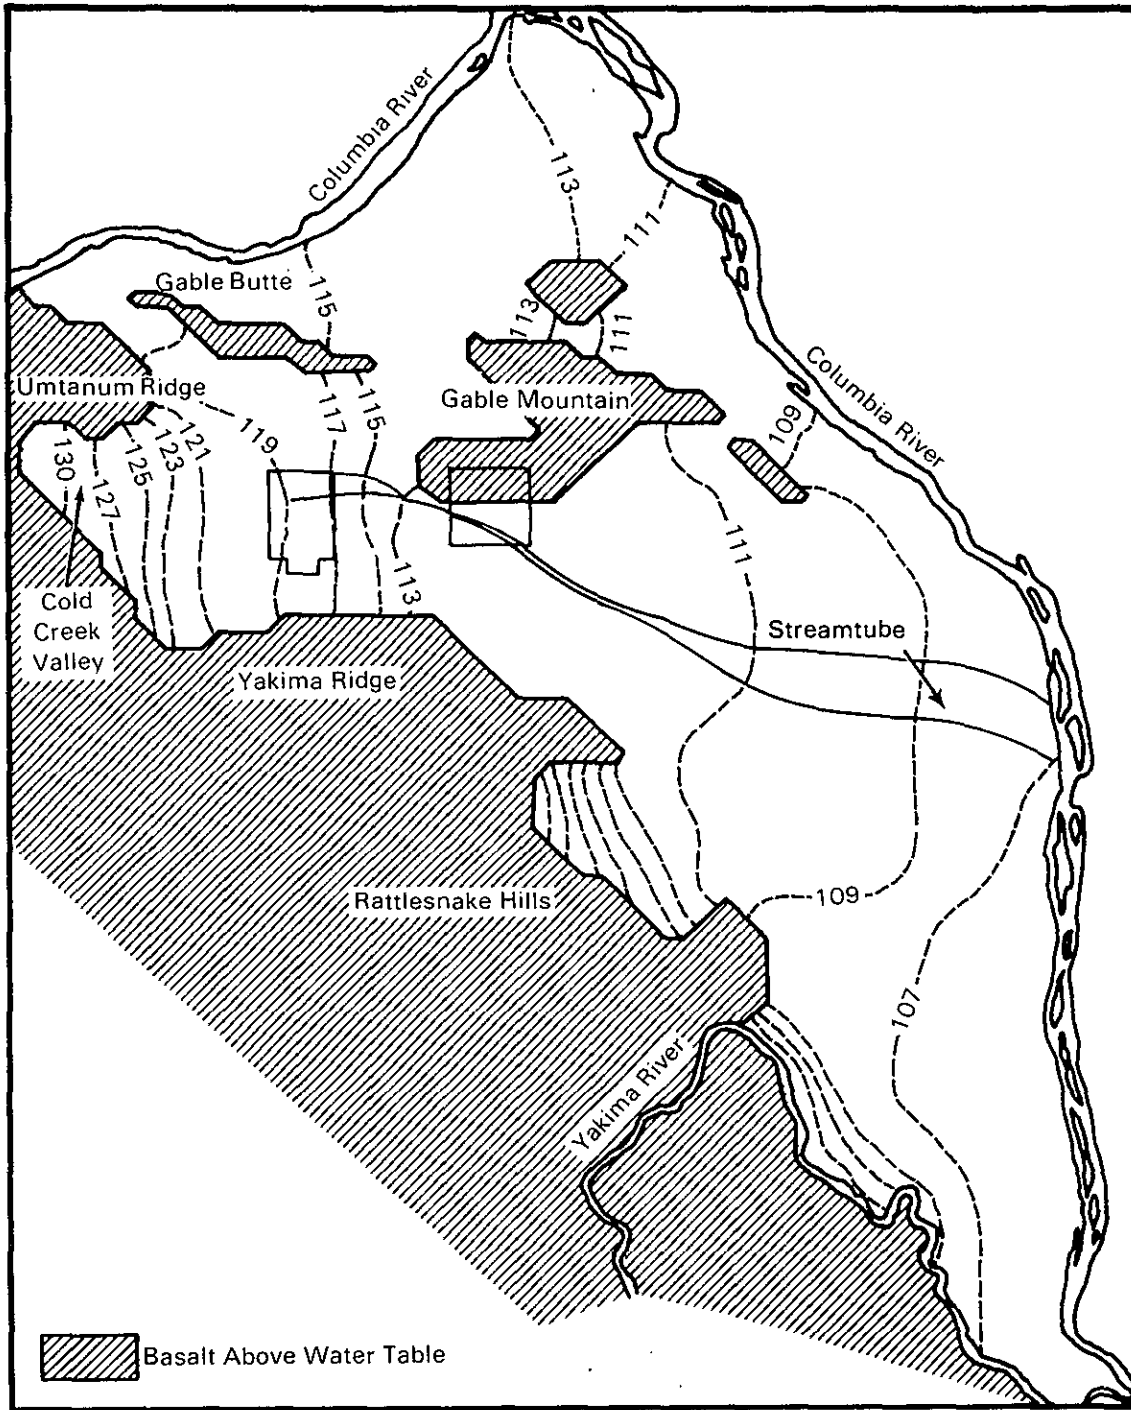 Columbia River
113
111
Gable Butte
115
113
111
Umtanum Ridge
Gable Mountain
Columbia River
109
117
115
119
121
123
125
127
130
111
113
Cold
Creek
Valley
Streamtube
Yakima Ridge
Rattlesnake Hills
109
107
Yakima River
Basalt Above Water Table